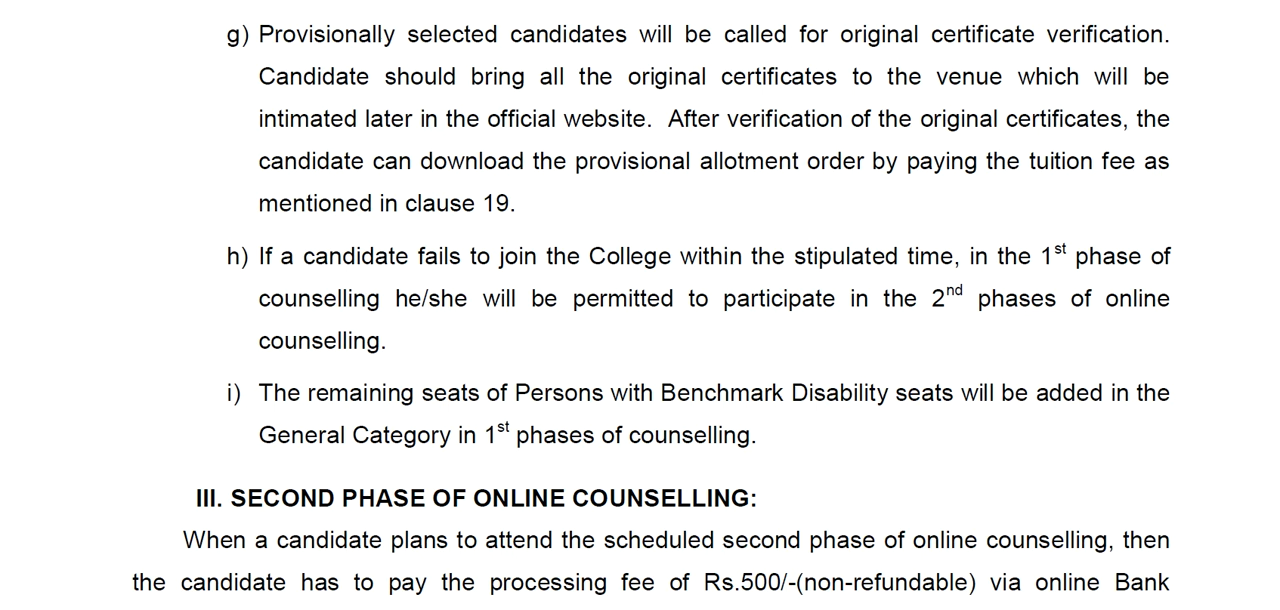 g) Provisionally selected candidates will be called for original certificate verification.
Candidate should bring all the original certificates to the venue which will be
intimated later in the official website. After verification of the original certificates, the
candidate can download the provisional allotment order by paying the tuition fee as
mentioned in clause 19.
h) If a candidate fails to join the College within the stipulated time, in the 1st phase of
counselling he/she will be permitted to participate in the 2nd phases of online
counselling.
i) The remaining seats of Persons with Benchmark Disability seats will be added in the
General Category in 1st phases of counselling.
III. SECOND PHASE OF ONLINE COUNSELLING:
When a candidate plans to attend the scheduled second phase of online counselling, then
the candidate has to pay the processing fee of Rs.500/-(non-refundable) via online Bank